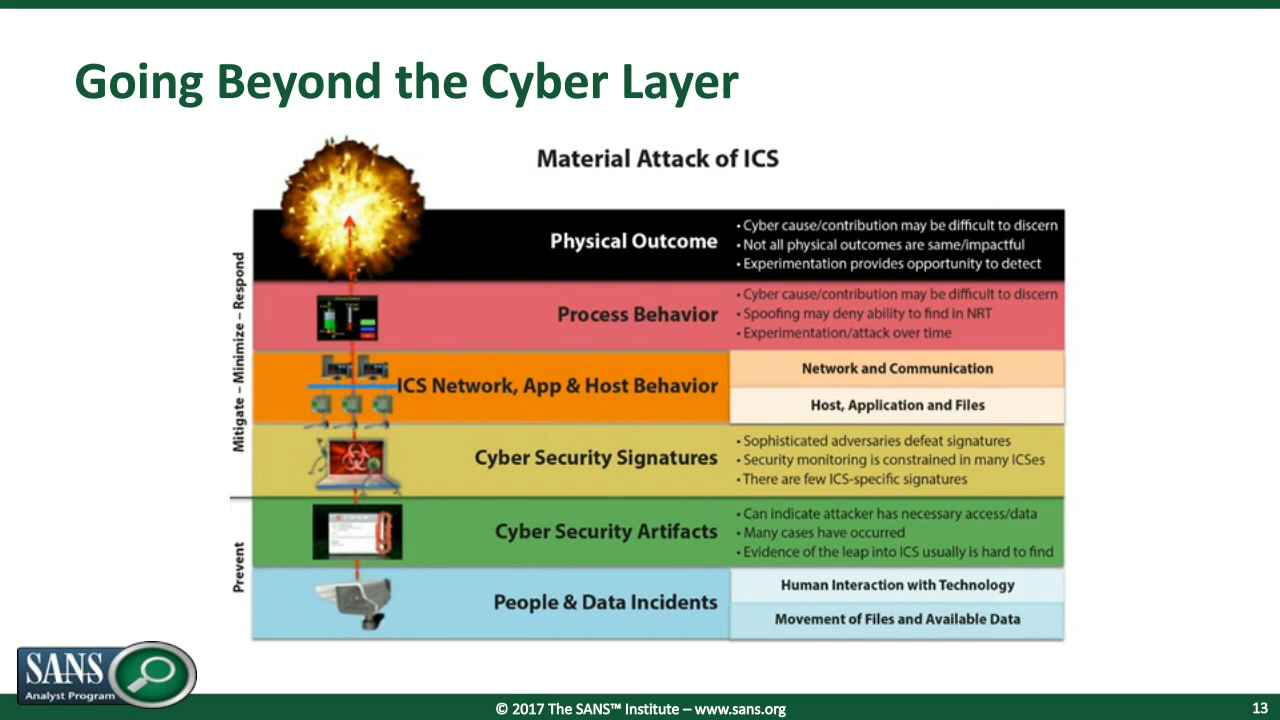 Going Beyond the Cyber Layer
Material Attack of ICS
Mitigate – Minimize – Respond
Prevent
Physical Outcome
• Cyber cause/contribution may be difficult to discern
• Not all physical outcomes are same/impactful
• Experimentation provides opportunity to detect
Process Behavior
• Cyber cause/contribution may be difficult to discern
• Spoofing may deny ability to find in NRT
• Experimentation/attack over time
ICS Network, App & Host Behavior
Network and Communication
Host, Application and Files
Cyber Security Signatures
• Sophisticated adversaries defeat signatures
• Security monitoring is constrained in many ICSes
• There are few ICS-specific signatures
Cyber Security Artifacts
• Can indicate attacker has necessary access/data
• Many cases have occurred
• Evidence of the leap into ICS usually is hard to find
People & Data Incidents
Human Interaction with Technology
Movement of Files and Available Data
SANS
Analyst Program
© 2017 The SANS™ Institute – www.sans.org
13